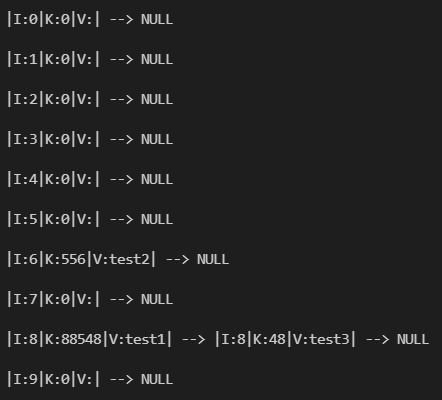 |I:0|K:0|V:| --> NULL
|I:1|K:0|V:| --> NULL
|I:2|K:0|V:| --> NULL
|I:3|K:0|V:| --> NULL
|I:4|K:0|V:| --> NULL
|I:5|K:0|V:| --> NULL
|I:6|K:556|V:test2| --> NULL
|I:7|K:0|V:| --> NULL
|I:8|K:88548|V:test1| --> |I:8|K:48|V:test3| --> NULL
|I:9|K:0|V:| --> NULL